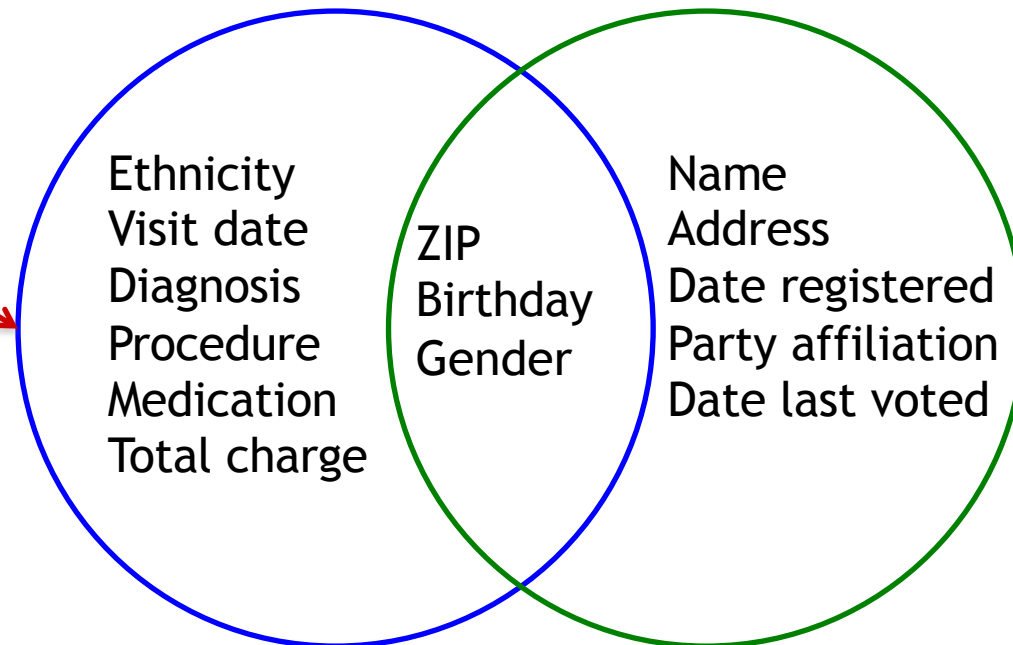 Ethnicity
Visit date
Diagnosis
Procedure
Medication
Total charge
ZIP
Birthday
Gender
Name
Address
Date registered
Party affiliation
Date last voted